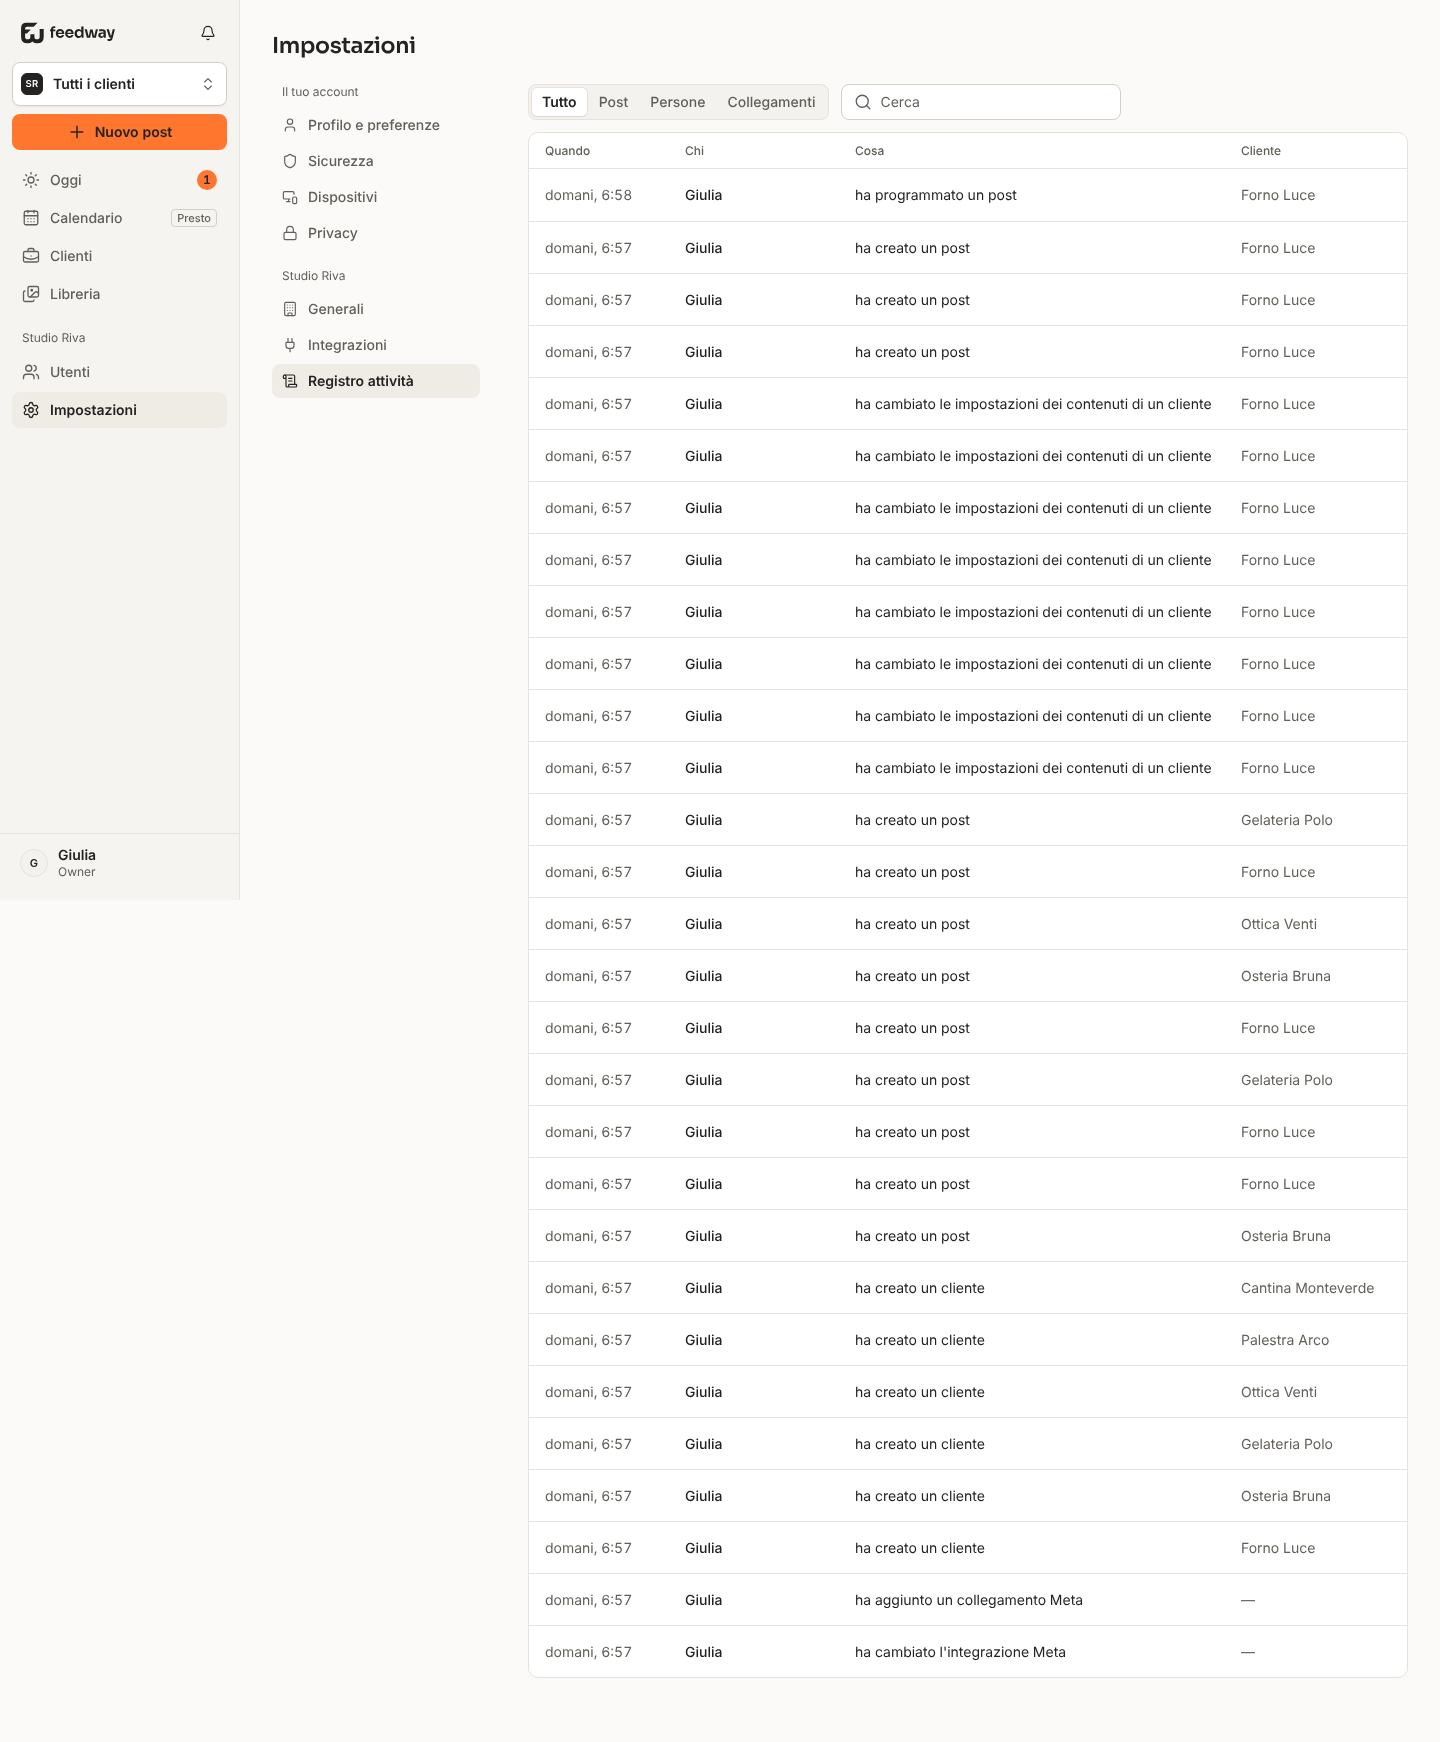 feedway
SR Tutti i clienti
Nuovo post
Oggi 1
Calendario Presto
Clienti
Libreria
Studio Riva
Utenti
Impostazioni
G Giulia
Owner
Impostazioni
Il tuo account
Profilo e preferenze
Sicurezza
Dispositivi
Privacy
Studio Riva
Generali
Integrazioni
Registro attività
Tutto Post Persone Collegamenti Cerca
Quando Chi Cosa Cliente
domani, 6:58 Giulia ha programmato un post Forno Luce
domani, 6:57 Giulia ha creato un post Forno Luce
domani, 6:57 Giulia ha creato un post Forno Luce
domani, 6:57 Giulia ha creato un post Forno Luce
domani, 6:57 Giulia ha cambiato le impostazioni dei contenuti di un cliente Forno Luce
domani, 6:57 Giulia ha cambiato le impostazioni dei contenuti di un cliente Forno Luce
domani, 6:57 Giulia ha cambiato le impostazioni dei contenuti di un cliente Forno Luce
domani, 6:57 Giulia ha cambiato le impostazioni dei contenuti di un cliente Forno Luce
domani, 6:57 Giulia ha cambiato le impostazioni dei contenuti di un cliente Forno Luce
domani, 6:57 Giulia ha cambiato le impostazioni dei contenuti di un cliente Forno Luce
domani, 6:57 Giulia ha cambiato le impostazioni dei contenuti di un cliente Forno Luce
domani, 6:57 Giulia ha cambiato le impostazioni dei contenuti di un cliente Forno Luce
domani, 6:57 Giulia ha creato un post Gelateria Polo
domani, 6:57 Giulia ha creato un post Forno Luce
domani, 6:57 Giulia ha creato un post Ottica Venti
domani, 6:57 Giulia ha creato un post Osteria Bruna
domani, 6:57 Giulia ha creato un post Forno Luce
domani, 6:57 Giulia ha creato un post Gelateria Polo
domani, 6:57 Giulia ha creato un post Forno Luce
domani, 6:57 Giulia ha creato un post Forno Luce
domani, 6:57 Giulia ha creato un post Osteria Bruna
domani, 6:57 Giulia ha creato un cliente Cantina Monteverde
domani, 6:57 Giulia ha creato un cliente Palestra Arco
domani, 6:57 Giulia ha creato un cliente Ottica Venti
domani, 6:57 Giulia ha creato un cliente Gelateria Polo
domani, 6:57 Giulia ha creato un cliente Osteria Bruna
domani, 6:57 Giulia ha creato un cliente Forno Luce
domani, 6:57 Giulia ha aggiunto un collegamento Meta —
domani, 6:57 Giulia ha cambiato l'integrazione Meta —